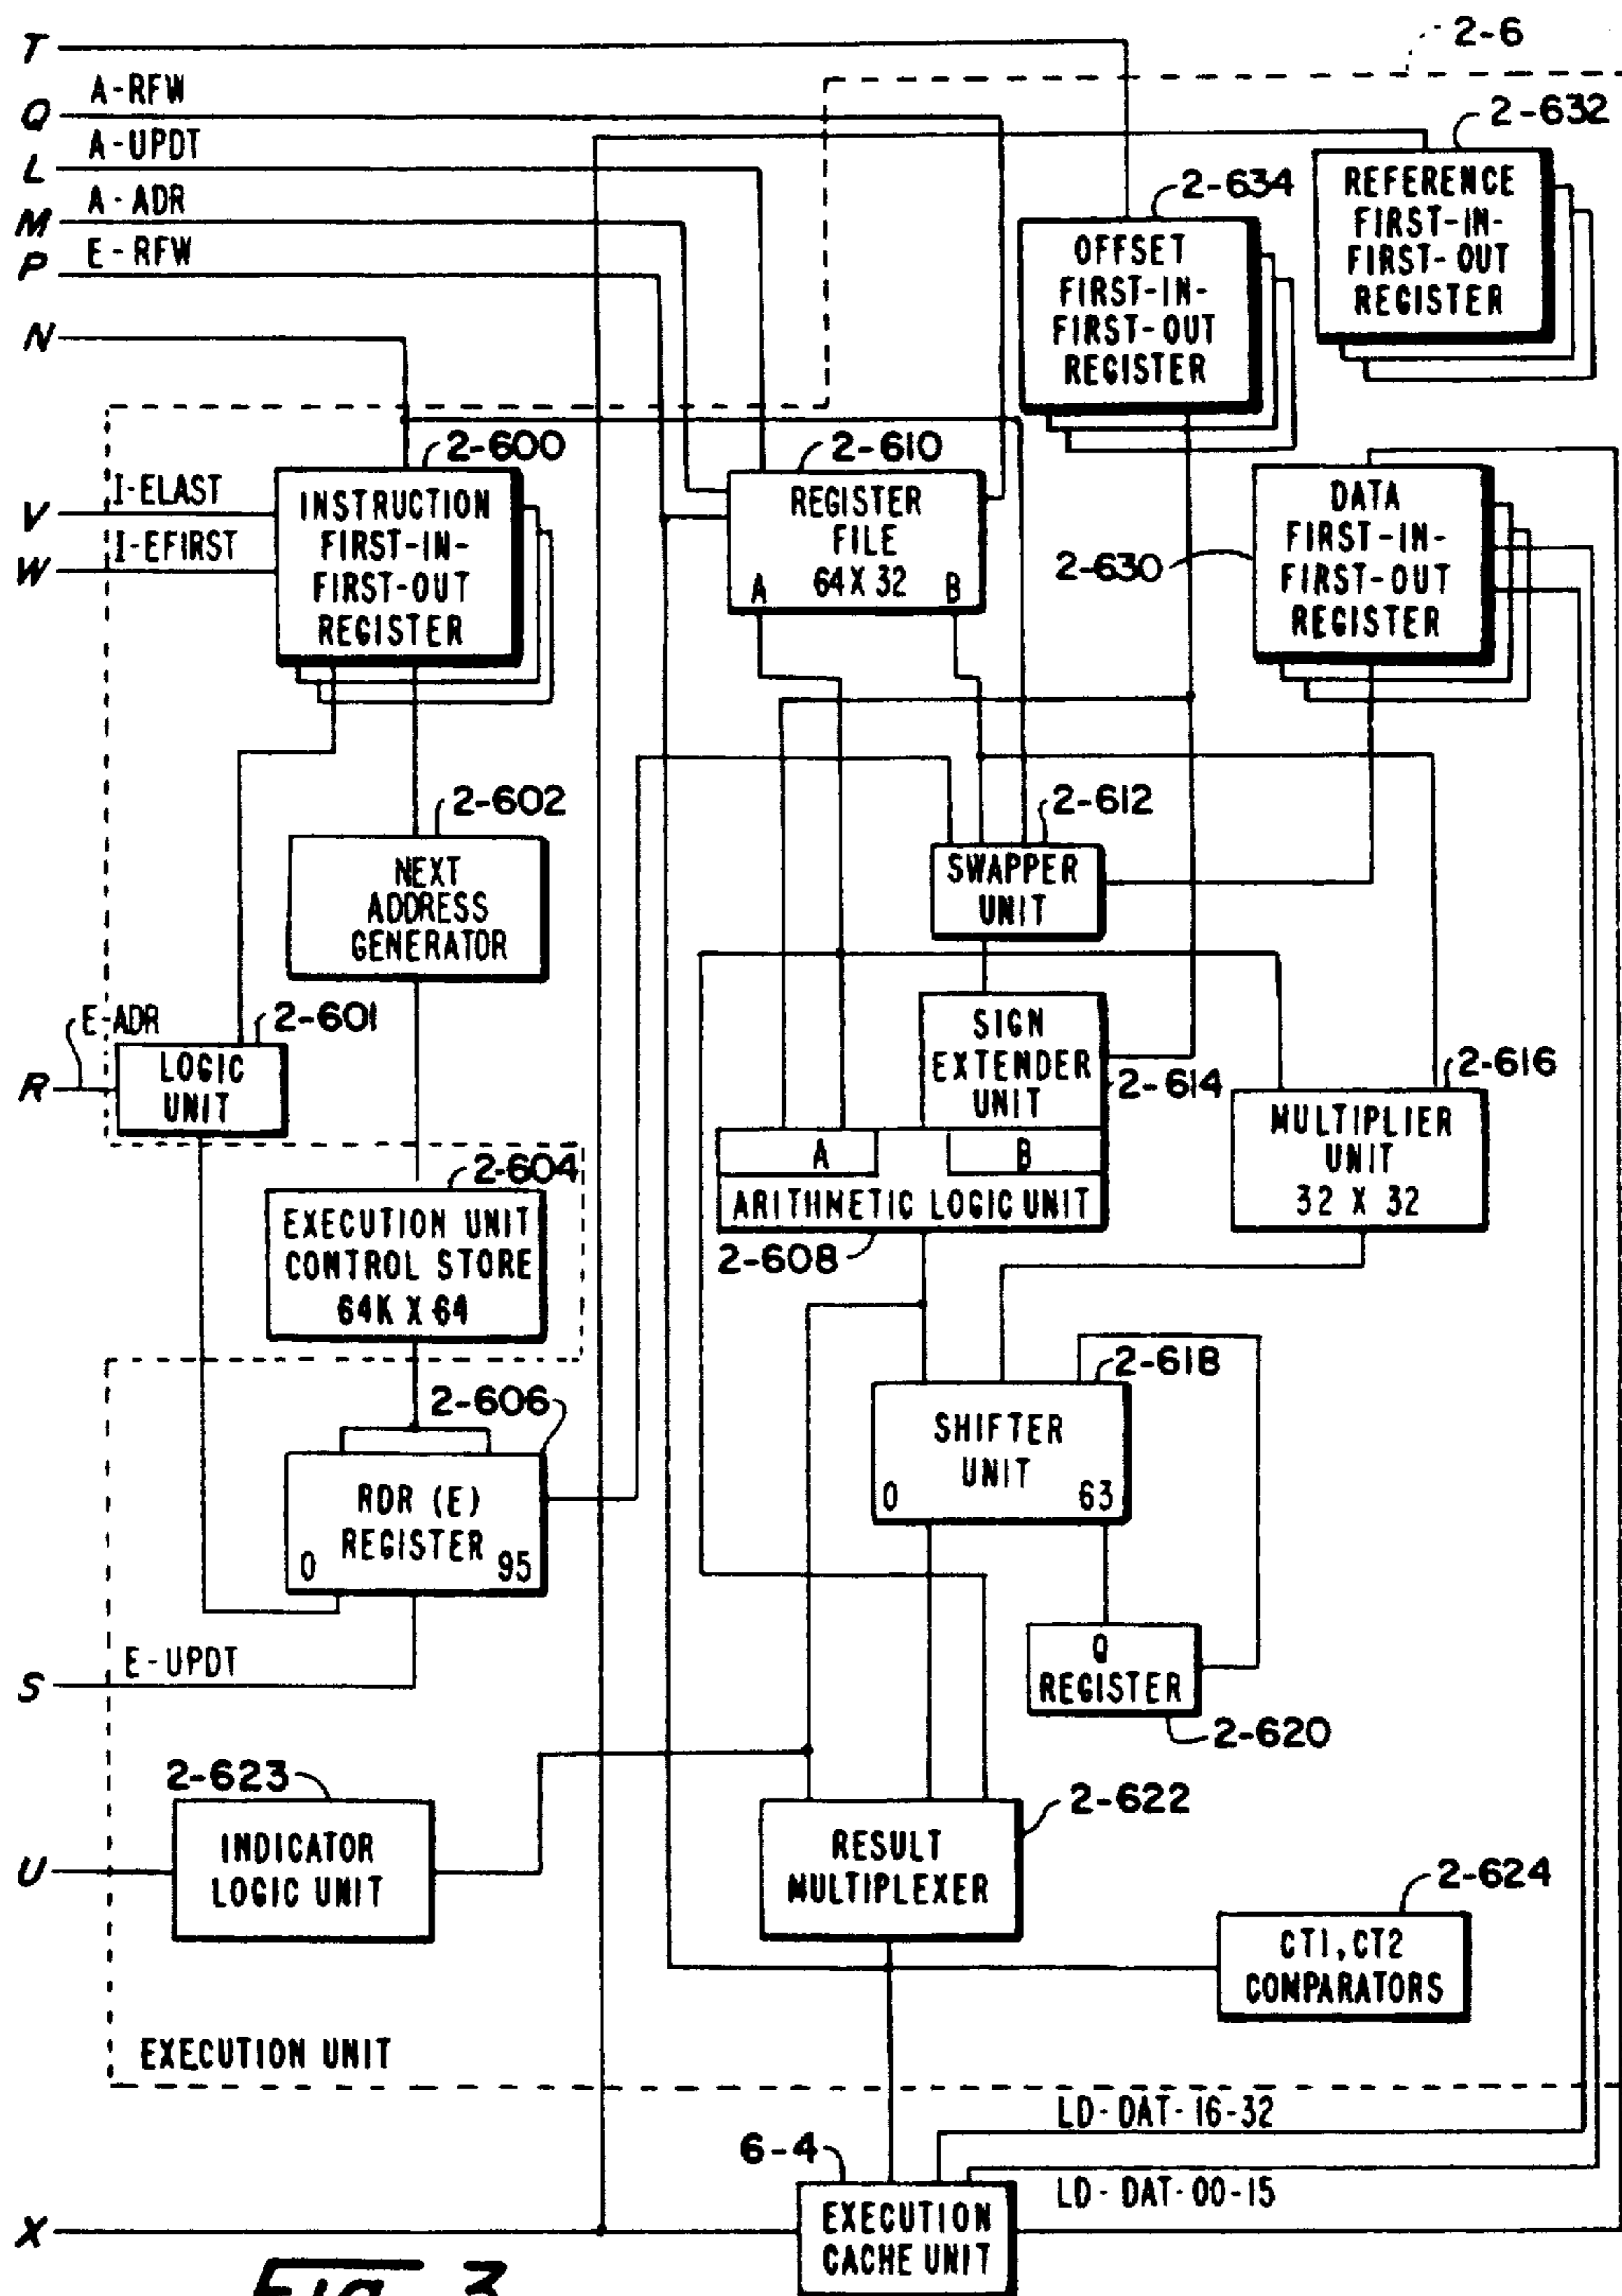 T
2-6
A-RFW
Q
2-632
A-UPDT
L
REFERENCE
FIRST-IN-
FIRST-OUT
REGISTER
A-ADR
M
2-634
E-RFW
P
OFFSET
FIRST-IN-
FIRST-OUT
REGISTER
N
2-600
2-610
I-ELAST
V
INSTRUCTION
FIRST-IN-
FIRST-OUT
REGISTER
REGISTER
FILE
64 X 32
A
B
DATA
FIRST-IN-
FIRST-OUT
REGISTER
I-EFIRST
W
2-630
2-602
2-612
NEXT
ADDRESS
GENERATOR
SWAPPER
UNIT
E-ADR
2-601
SIGN
EXTENDER
UNIT
2-614
2-616
R
LOGIC
UNIT
MULTIPLIER
UNIT
32 X 32
A
B
ARITHMETIC LOGIC UNIT
2-604
EXECUTION UNIT
CONTROL STORE
64K X 64
2-608
2-618
2-606
SHIFTER
UNIT
0
63
RDR (E)
REGISTER
0
95
Q
REGISTER
E-UPDT
S
2-620
2-623
2-622
U
INDICATOR
LOGIC UNIT
RESULT
MULTIPLEXER
2-624
CT1, CT2
COMPARATORS
EXECUTION UNIT
LD-DAT-16-32
6-4
LD-DAT-00-15
X
EXECUTION
CACHE UNIT
Fig. 3